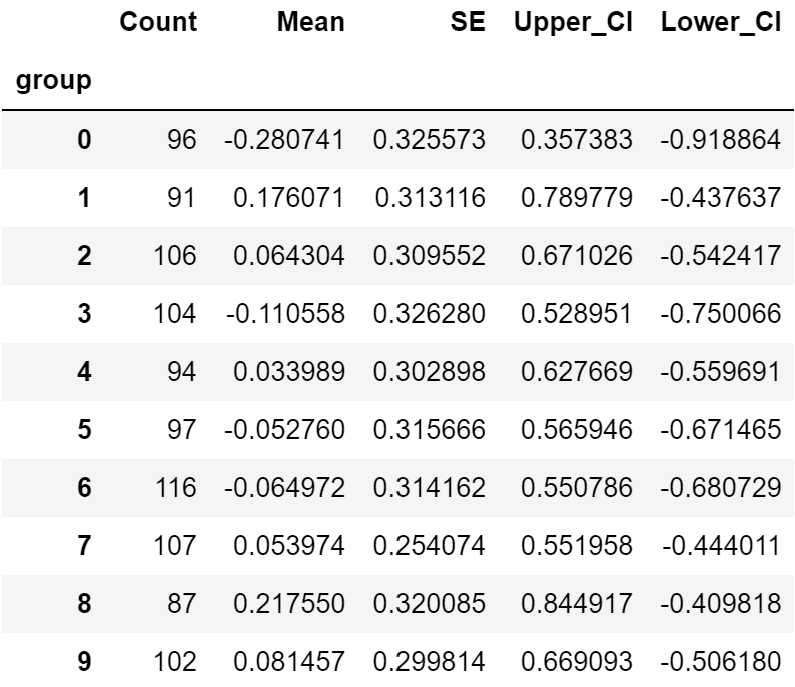 Count Mean SE Upper_CI Lower_CI
group
0 96 -0.280741 0.325573 0.357383 -0.918864
1 91 0.176071 0.313116 0.789779 -0.437637
2 106 0.064304 0.309552 0.671026 -0.542417
3 104 -0.110558 0.326280 0.528951 -0.750066
4 94 0.033989 0.302898 0.627669 -0.559691
5 97 -0.052760 0.315666 0.565946 -0.671465
6 116 -0.064972 0.314162 0.550786 -0.680729
7 107 0.053974 0.254074 0.551958 -0.444011
8 87 0.217550 0.320085 0.844917 -0.409818
9 102 0.081457 0.299814 0.669093 -0.506180